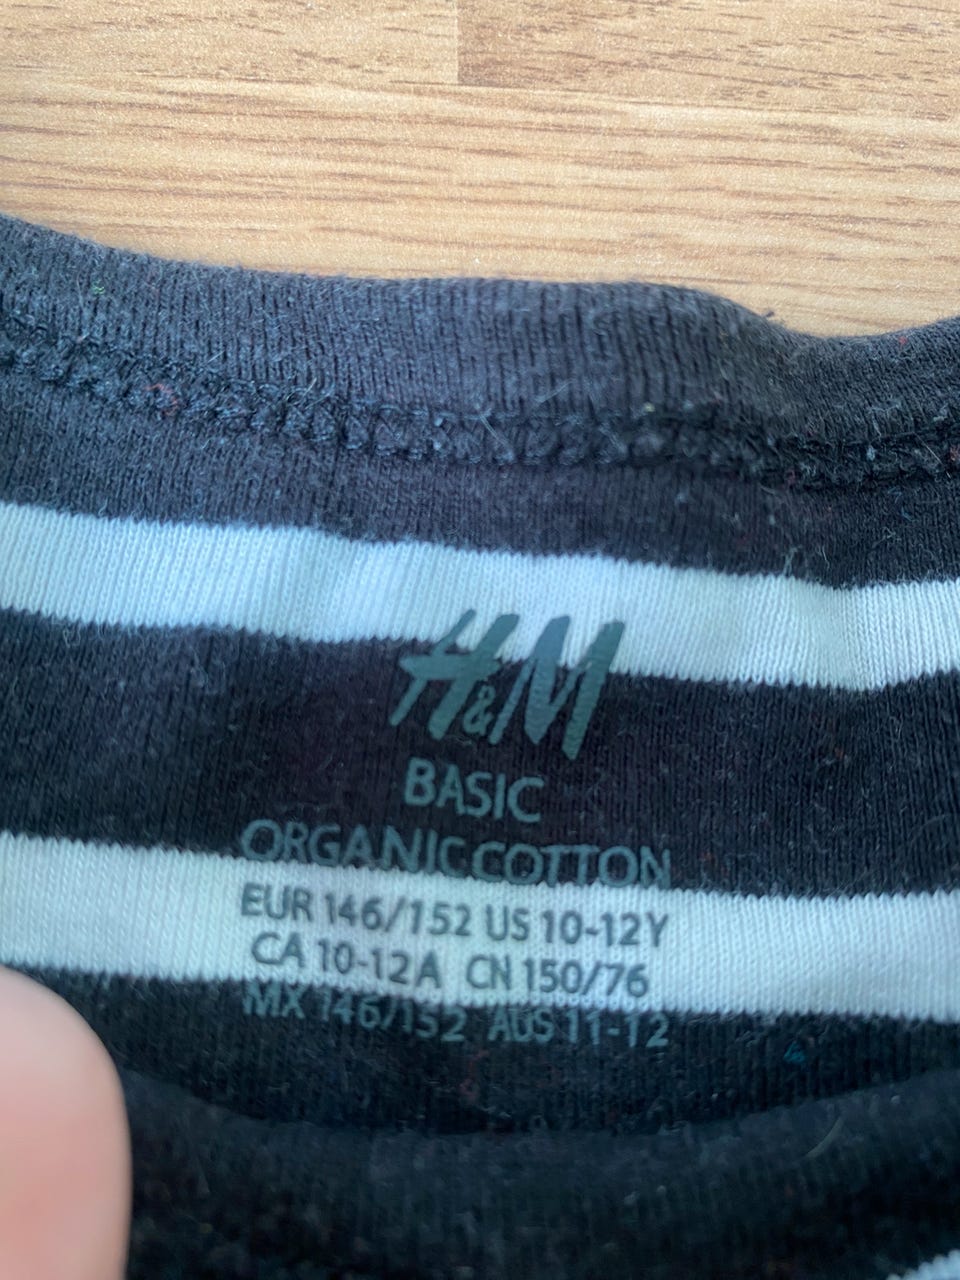 H&M
BASIC
ORGANIC COTTON
EUR 146/152 US 10-12Y
CA 10-12A CN 150/76
MX 146/152 AUS 11-12